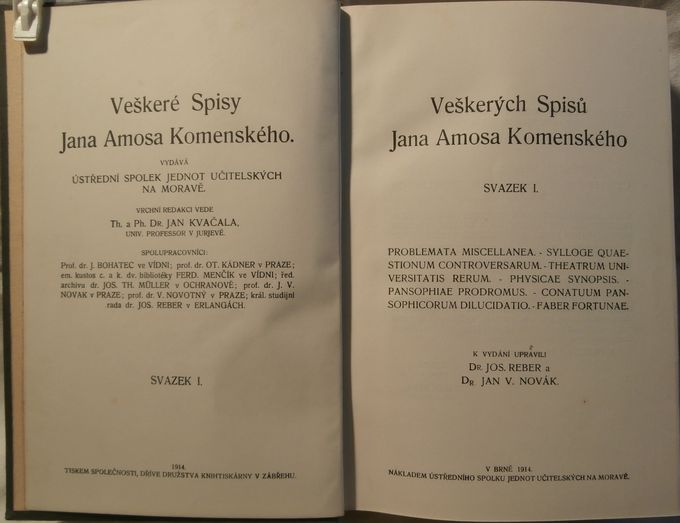 Veškeré Spisy
Jana Amosa Komenského.
VYDÁVÁ
ÚSTŘEDNÍ SPOLEK JEDNOT UČITELSKÝCH
NA MORAVĚ.
VRCHNÍ REDAKCI VEDE
Th. a Ph. DR. JAN KVAČALA,
UNIV. PROFESSOR V JURJEVĚ.
SPOLUPRACOVNÍCI:
Prof. dr. J. BOHATEC ve VÍDNI; prof. dr. OT. KÁDNER v PRAZE;
em. kustos c. a k. dv. bibliotéky FERD. MENČÍK ve VÍDNI; řed.
archivu dr. JOS. TH. MÜLLER v OCHRANOVĚ; prof. dr. J. V.
NOVÁK v PRAZE; prof. dr. V. NOVOTNÝ v PRAZE; král. studijní
rada dr. JOS. REBER v ERLANGÁCH.
SVAZEK I.
1914.
TISKEM SPOLEČNOSTI, DŘÍVE DRUŽSTVA KNIHTISKÁRNY V ZÁBŘEHU.
Veškerých Spisů
Jana Amosa Komenského
SVAZEK I.
PROBLEMATA MISCELLANEA. - SYLLOGE QUAE-
STIONUM CONTROVERSARUM. - THEATRUM UNI-
VERSITATIS RERUM. - PHYSICAE SYNOPSIS. -
PANSOPHIAE PRODROMUS. - CONATUUM PAN-
SOPHICORUM DILUCIDATIO. - FABER FORTUNAE.
K VYDÁNÍ UPRAVILI
DR. JOS. REBER a
DR JAN V. NOVÁK.
V BRNĚ 1914.
NÁKLADEM ÚSTŘEDNÍHO SPOLKU JEDNOT UČITELSKÝCH NA MORAVĚ.